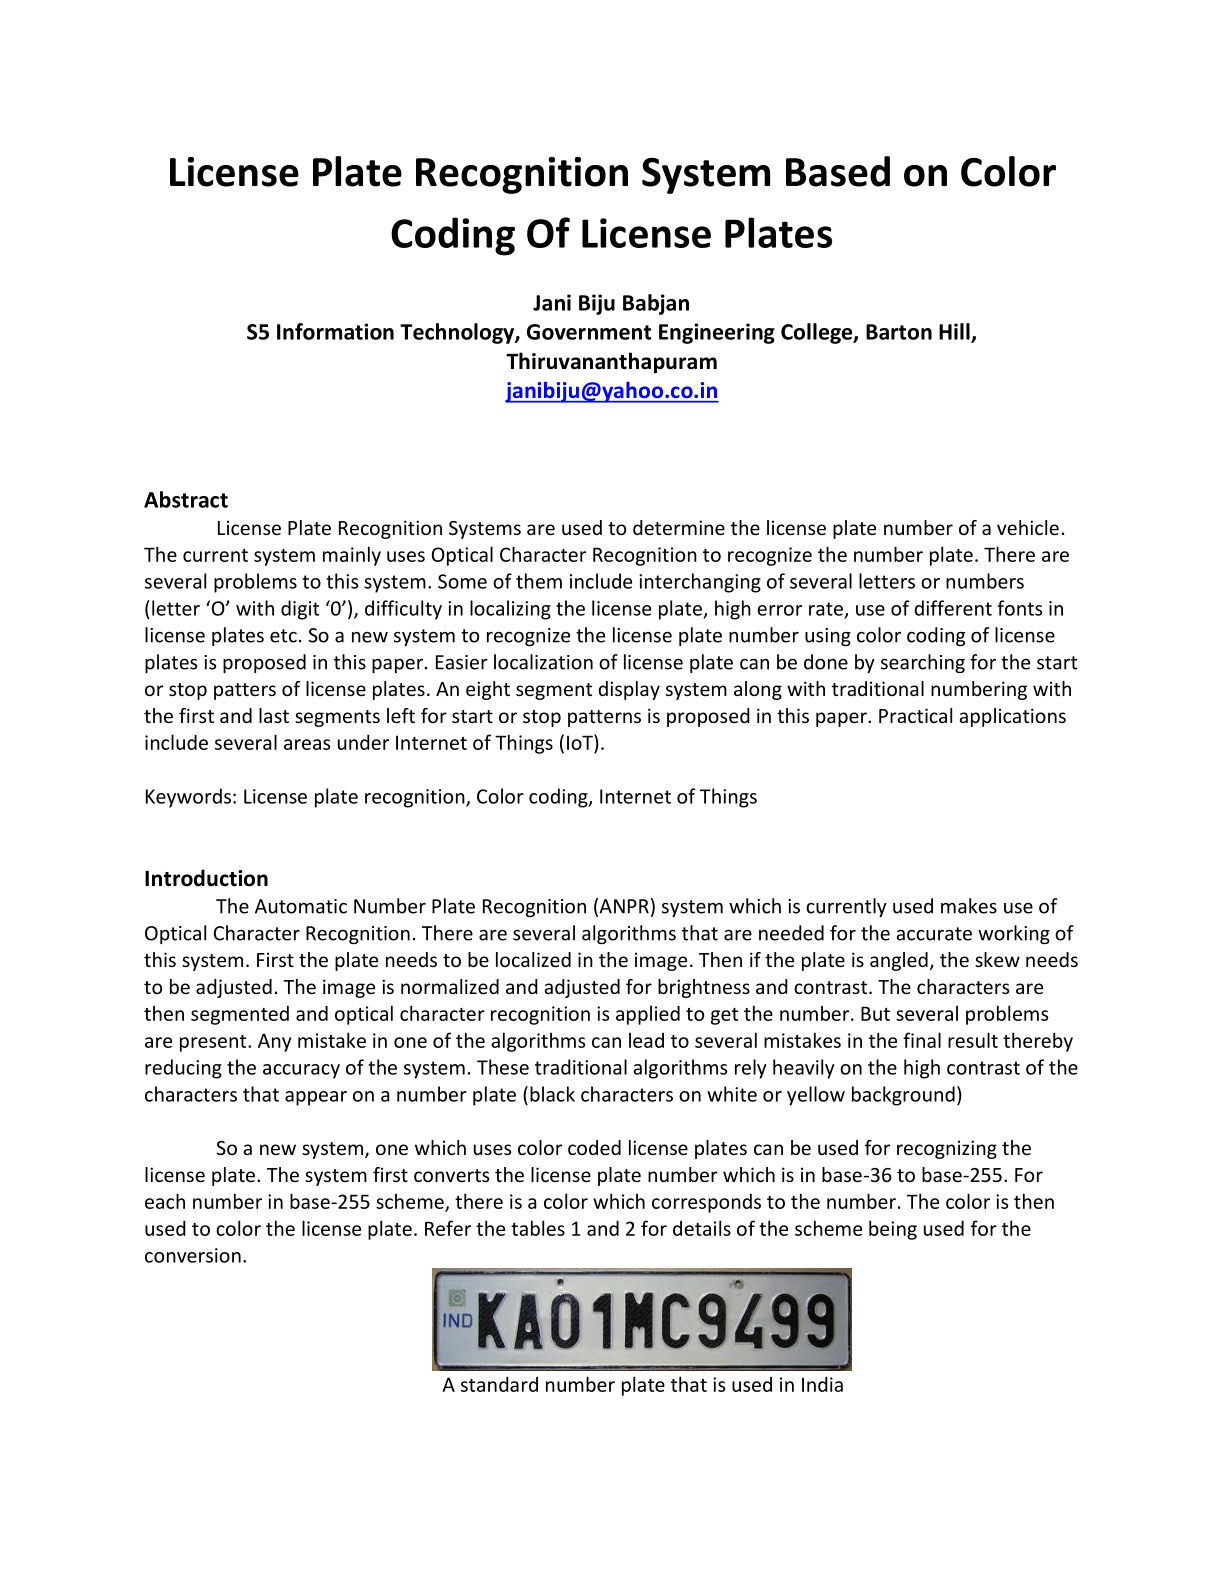 License Plate Recognition System Based on Color
Coding Of License Plates
Jani Biju Babjan
S5 Information Technology, Government Engineering College, Barton Hill,
Thiruvananthapuram
janibiju@yahoo.co.in
Abstract
License Plate Recognition Systems are used to determine the license plate number of a vehicle.
The current system mainly uses Optical Character Recognition to recognize the number plate. There are
several problems to this system. Some of them include interchanging of several letters or numbers
(letter ‘O’ with digit ‘0’), difficulty in localizing the license plate, high error rate, use of different fonts in
license plates etc. So a new system to recognize the license plate number using color coding of license
plates is proposed in this paper. Easier localization of license plate can be done by searching for the start
or stop patters of license plates. An eight segment display system along with traditional numbering with
the first and last segments left for start or stop patterns is proposed in this paper. Practical applications
include several areas under Internet of Things (IoT).
Keywords: License plate recognition, Color coding, Internet of Things
Introduction
The Automatic Number Plate Recognition (ANPR) system which is currently used makes use of
Optical Character Recognition. There are several algorithms that are needed for the accurate working of
this system. First the plate needs to be localized in the image. Then if the plate is angled, the skew needs
to be adjusted. The image is normalized and adjusted for brightness and contrast. The characters are
then segmented and optical character recognition is applied to get the number. But several problems
are present. Any mistake in one of the algorithms can lead to several mistakes in the final result thereby
reducing the accuracy of the system. These traditional algorithms rely heavily on the high contrast of the
characters that appear on a number plate (black characters on white or yellow background)
So a new system, one which uses color coded license plates can be used for recognizing the
license plate. The system first converts the license plate number which is in base-36 to base-255. For
each number in base-255 scheme, there is a color which corresponds to the number. The color is then
used to color the license plate. Refer the tables 1 and 2 for details of the scheme being used for the
conversion.
IND KA01MC9499
A standard number plate that is used in India